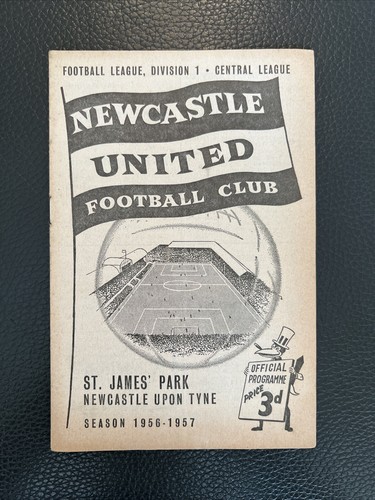 FOOTBALL LEAGUE, DIVISION 1 • CENTRAL LEAGUE
NEWCASTLE
UNITED
FOOTBALL CLUB
ST. JAMES' PARK
NEWCASTLE UPON TYNE
SEASON 1956-1957
OFFICIAL
PROGRAMME
PRICE 3d